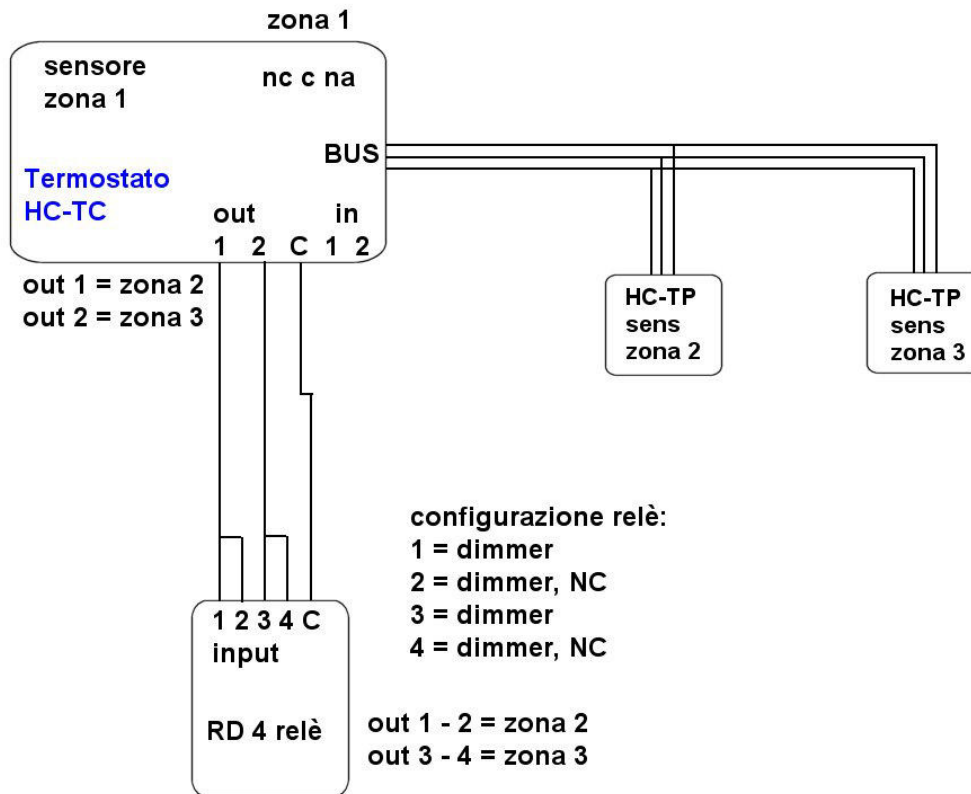 zona 1
sensore
zona 1
nc c na
BUS
Termostato
HC-TC
out in
1 2 C 1 2
out 1 = zona 2
out 2 = zona 3
HC-TP
sens
zona 2
HC-TP
sens
zona 3
configurazione relè:
1 = dimmer
2 = dimmer, NC
3 = dimmer
4 = dimmer, NC
1 2 3 4 C
input
RD 4 relè
out 1 - 2 = zona 2
out 3 - 4 = zona 3